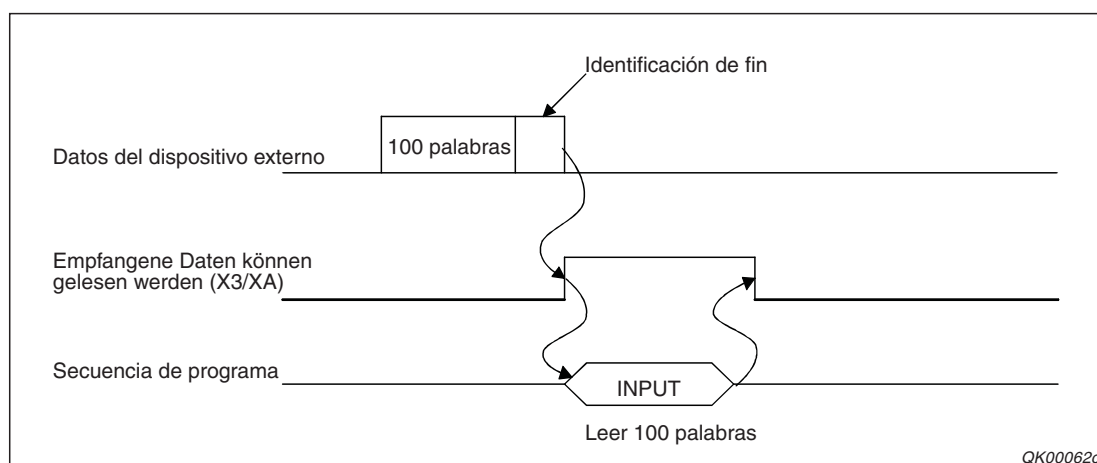 Identificación de fin
100 palabras
Datos del dispositivo externo
Empfangene Daten können
gelesen werden (X3/XA)
Secuencia de programa
INPUT
Leer 100 palabras
QK00062c